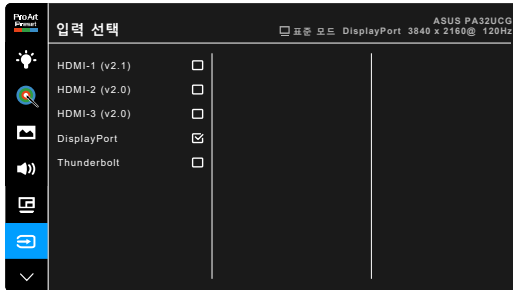 ProArt
Preset
입력 선택
ASUS PA32UCG
표준 모드 DisplayPort 3840 x 2160@ 120Hz
HDMI-1 (v2.1)
HDMI-2 (v2.0)
HDMI-3 (v2.0)
DisplayPort
Thunderbolt